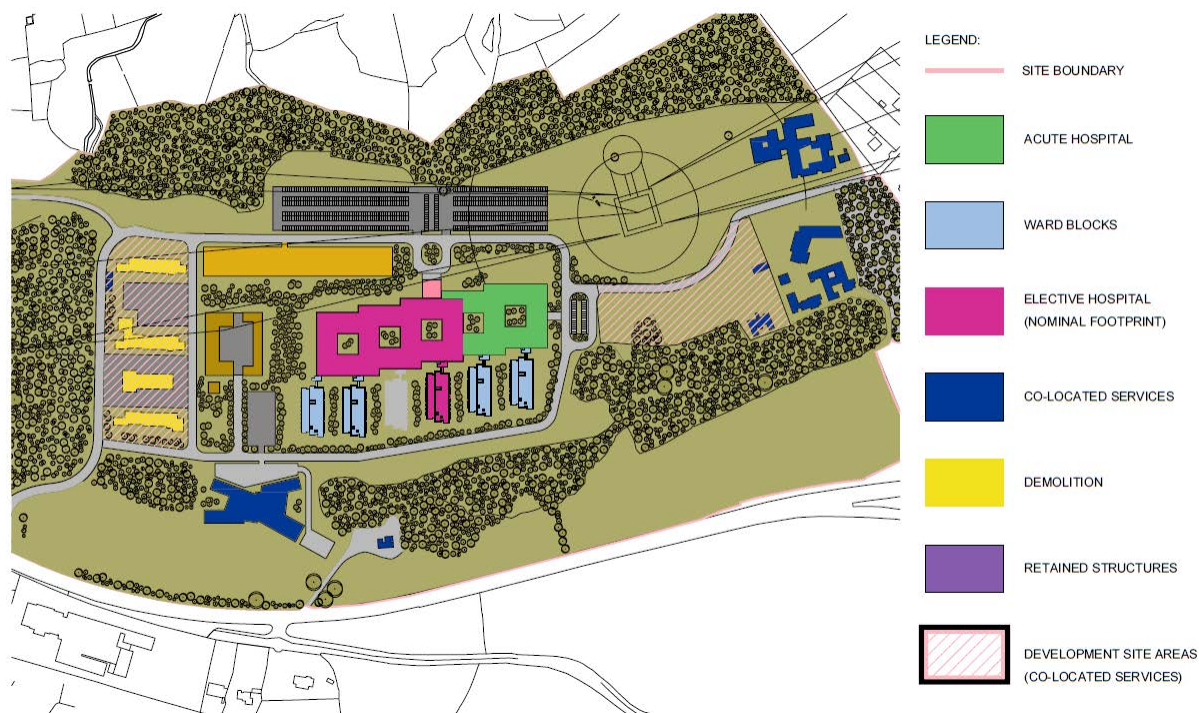 LEGEND:
SITE BOUNDARY
ACUTE HOSPITAL
WARD BLOCKS
ELECTIVE HOSPITAL
(NOMINAL FOOTPRINT)
CO-LOCATED SERVICES
DEMOLITION
RETAINED STRUCTURES
DEVELOPMENT SITE AREAS
(CO-LOCATED SERVICES)